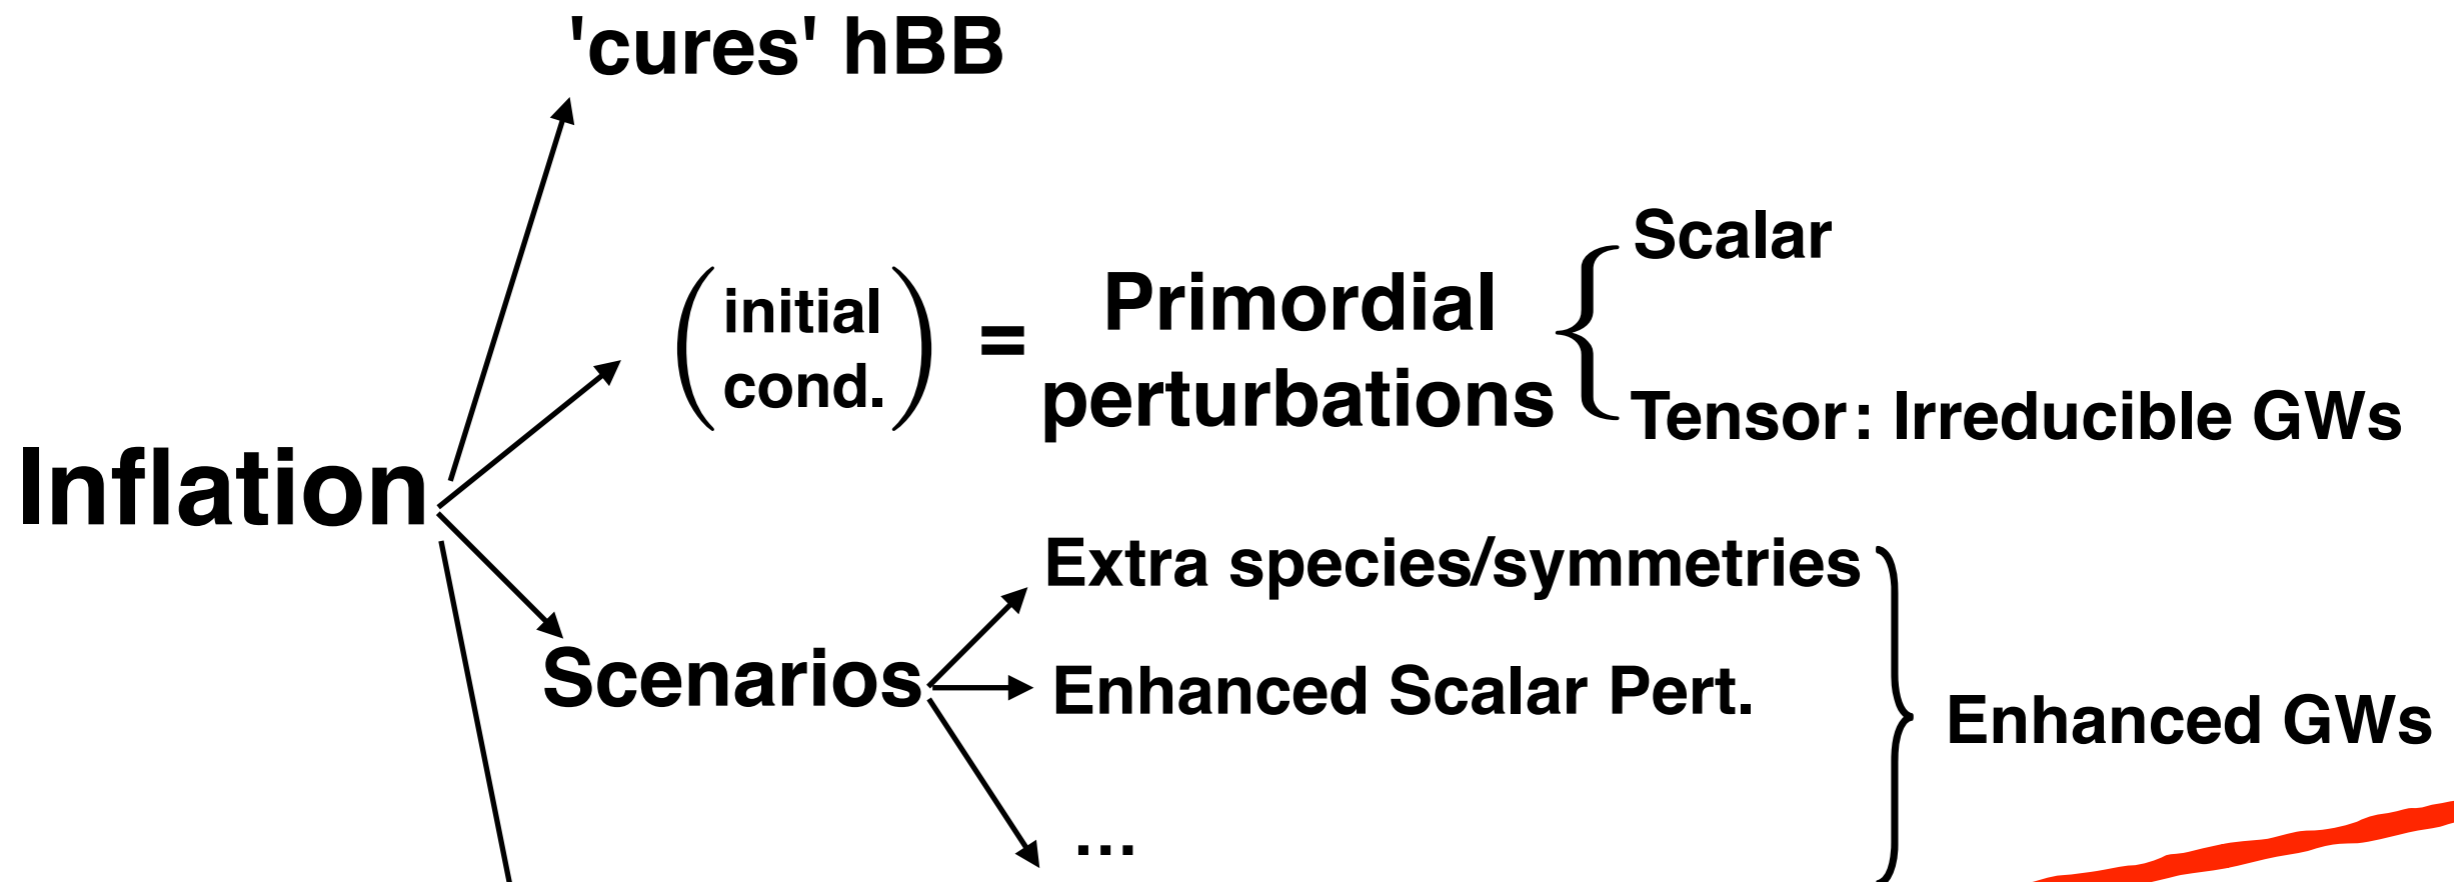 'cures' hBB
initial
cond.
=
Primordial
perturbations
Scalar
Tensor: Irreducible GWs
Inflation
Scenarios
Extra species/symmetries
Enhanced Scalar Pert.
...
Enhanced GWs